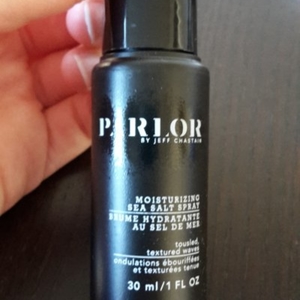 PARLOR
BY JEFF CHASTAIN
MOISTURIZING
SEA SALT SPRAY
BRUME HYDRATANTE
AU SEL DE MER
tousled,
textured waves
ondulations ébouriffées
et texturées tenue
30 ml/1 FL OZ